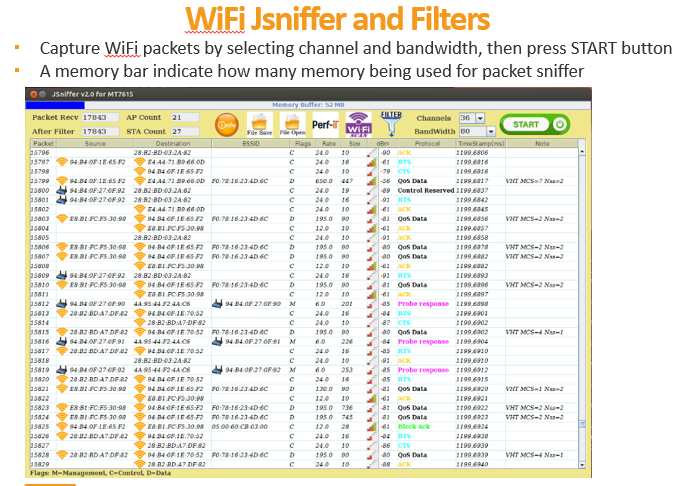 WiFi Jsniffer and Filters
Capture WiFi packets by selecting channel and bandwidth, then press START button
A memory bar indicate how many memory being used for packet sniffer
JSniffer v2.0 for MT7615
Memory Buffer: 52 MB
Packet Recv 17843 AP Count 21 FILTER Channels 36 START
After Filter 17843 STA Count 27 Info File Save File Open Perf-IT WiFi BandWidth 80
Packet Source Destination BSSID Flags Rate Size dBm Protocol TimeStamp(ms) Note
15796 28:B2:BD:03:2A:82 C 24.0 10 -90 ACK 1199,6806
15797 94:B4:0F:1E:65:F2 E4:A4:71:B9:66:0D C 24.0 16 -61 RTS 1199,6816
15798 94:B4:0F:1E:65:F2 C 24.0 10 -79 CTS 1199,6816
15799 94:B4:0F:1E:65:F2 E4:A4:71:B9:66:0D F0:78:16:23:4D:6C D 650.0 447 -56 QoS Data 1199,6817 VHT MCS=7 Nss=2
15800 94:B4:0F:27:0F:92 28:B2:BD:03:2A:82 C 24.0 19 -89 Control Reserved 1199,6837
15801 94:B4:0F:27:0F:92 28:B2:BD:03:2A:82 C 24.0 16 -91 RTS 1199,6842
15802 E4:A4:71:B9:66:0D C 24.0 10 -61 ACK 1199,6845
15803 E8:B1:FC:F5:30:98 94:B4:0F:1E:65:F2 F0:78:16:23:4D:6C D 195.0 90 -81 QoS Data 1199,6856 VHT MCS=2 Nss=2
15804 E8:B1:FC:F5:30:98 C 12.0 10 -61 ACK 1199,6857
15805 28:B2:BD:03:2A:82 C 24.0 10 -91 ACK 1199,6858
15806 E8:B1:FC:F5:30:98 94:B4:0F:1E:65:F2 F0:78:16:23:4D:6C D 195.0 90 -80 QoS Data 1199,6878 VHT MCS=2 Nss=2
15807 E8:B1:FC:F5:30:98 94:B4:0F:1E:65:F2 F0:78:16:23:4D:6C D 195.0 90 -80 QoS Data 1199,6882 VHT MCS=2 Nss=2
15808 E8:B1:FC:F5:30:98 C 12.0 10 -61 ACK 1199,6882
15809 94:B4:0F:27:0F:92 28:B2:BD:03:2A:82 C 24.0 16 -91 RTS 1199,6893
15810 E8:B1:FC:F5:30:98 94:B4:0F:1E:65:F2 F0:78:16:23:4D:6C D 195.0 90 -81 QoS Data 1199,6896 VHT MCS=2 Nss=2
15811 E8:B1:FC:F5:30:98 C 12.0 10 -61 ACK 1199,6897
15812 94:B4:0F:27:0F:90 4A:95:44:F2:4A:C6 94:B4:0F:27:0F:90 M 6.0 201 -85 Probe response 1199,6898
15813 28:B2:BD:A7:DF:82 94:B4:0F:1E:70:52 C 24.0 16 -84 RTS 1199,6901
15814 28:B2:BD:A7:DF:82 C 24.0 10 -87 CTS 1199,6902
15815 28:B2:BD:A7:DF:82 94:B4:0F:1E:70:52 F0:78:16:23:4D:6C D 195.0 90 -80 QoS Data 1199,6902 VHT MCS=4 Nss=1
15816 94:B4:0F:27:0F:91 4A:95:44:F2:4A:C6 94:B4:0F:27:0F:91 M 6.0 226 -84 Probe response 1199,6904
15817 28:B2:BD:A7:DF:82 94:B4:0F:1E:70:52 C 24.0 16 -85 RTS 1199,6910
15818 28:B2:BD:03:2A:82 C 24.0 10 -91 ACK 1199,6910
15819 94:B4:0F:27:0F:92 4A:95:44:F2:4A:C6 94:B4:0F:27:0F:92 M 6.0 253 -85 Probe response 1199,6912
15820 28:B2:BD:A7:DF:82 94:B4:0F:1E:70:52 C 24.0 16 -85 RTS 1199,6915
15821 E8:B1:FC:F5:30:98 94:B4:0F:1E:65:F2 F0:78:16:23:4D:6C D 130.0 90 -81 QoS Data 1199,6920 VHT MCS=1 Nss=2
15822 E8:B1:FC:F5:30:98 C 12.0 10 -61 ACK 1199,6921
15823 E8:B1:FC:F5:30:98 94:B4:0F:1E:65:F2 F0:78:16:23:4D:6C D 195.0 736 -81 QoS Data 1199,6922 VHT MCS=2 Nss=2
15824 E8:B1:FC:F5:30:98 94:B4:0F:1E:65:F2 F0:78:16:23:4D:6C D 195.0 745 -81 QoS Data 1199,6923 VHT MCS=2 Nss=2
15825 94:B4:0F:1E:65:F2 E8:B1:FC:F5:30:98 05:00:60:CB:03:00 C 12.0 28 -61 Block Ack 1199,6924
15826 28:B2:BD:A7:DF:82 94:B4:0F:1E:70:52 C 24.0 16 -84 RTS 1199,6938
15827 28:B2:BD:A7:DF:82 C 24.0 10 -86 CTS 1199,6939
15828 28:B2:BD:A7:DF:82 94:B4:0F:1E:70:52 F0:78:16:23:4D:6C D 195.0 90 -80 QoS Data 1199,6939 VHT MCS=4 Nss=1
15829 28:B2:BD:A7:DF:82 C 24.0 10 -88 ACK 1199,6940
Flags: M=Management, C=Control, D=Data